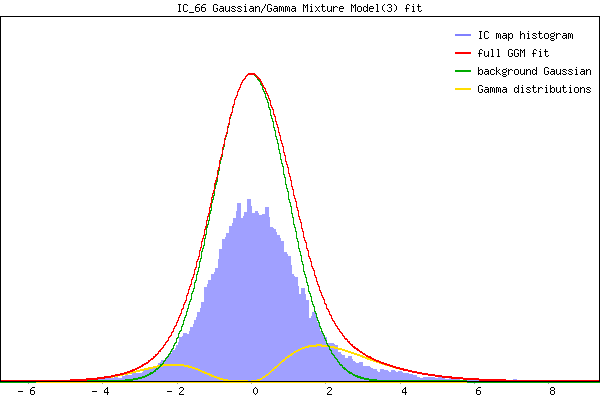 IC_66 Gaussian/Gamma Mixture Model(3) fit
IC map histogram
full GGM fit
background Gaussian
Gamma distributions
-6 -4 -2 0 2 4 6 8